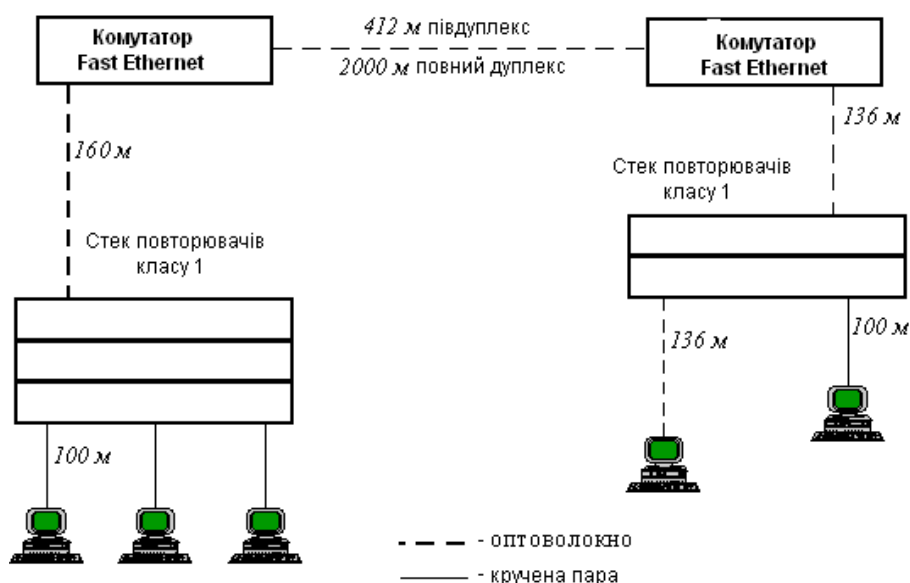 Комутатор
Fast Ethernet
412 м півдуплекс
2000 м повний дуплекс
Комутатор
Fast Ethernet
160 м
136 м
Стек повторювачів
класу 1
Стек повторювачів
класу 1
136 м
100 м
100 м
- оптоволокно
- кручена пара